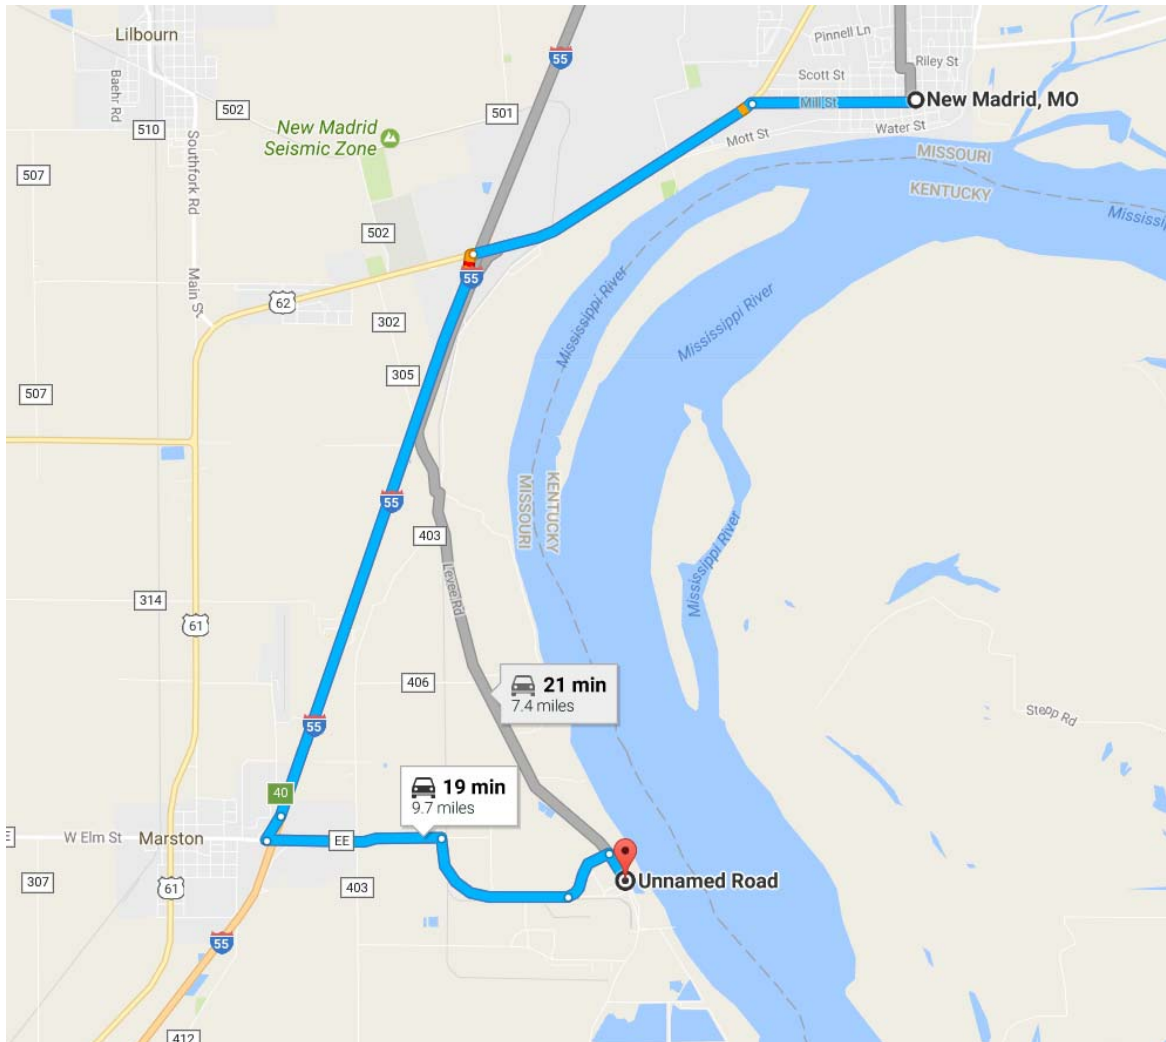 Lilbourn
Baehr Rd
502
510
Southfork Rd
507
New Madrid
Seismic Zone
501
55
Pinnell Ln
Riley St
Scott St
Mill St
New Madrid, MO
Mott St
Water St
MISSOURI
KENTUCKY
Mississippi
502
55
Main St
62
302
305
507
Mississippi River
Mississippi River
55
MISSOURI
KENTUCKY
403
Levee Rd
Mississippi River
314
61
406
21 min
7.4 miles
Stepp Rd
55
40
19 min
9.7 miles
E
W Elm St
Marston
EE
307
61
403
Unnamed Road
55
412